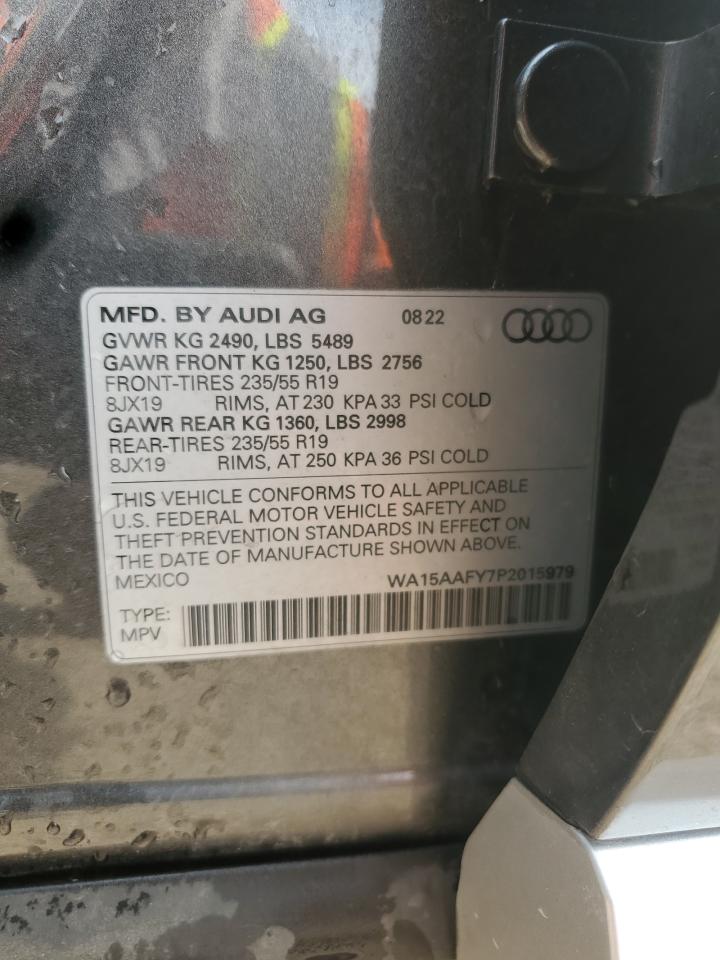 MFD. BY AUDI AG 08 22
GVWR KG 2490, LBS 5489
GAWR FRONT KG 1250, LBS 2756
FRONT-TIRES 235/55 R19
8JX19 RIMS, AT 230 KPA 33 PSI COLD
GAWR REAR KG 1360, LBS 2998
REAR-TIRES 235/55 R19
8JX19 RIMS, AT 250 KPA 36 PSI COLD
THIS VEHICLE CONFORMS TO ALL APPLICABLE
U.S. FEDERAL MOTOR VEHICLE SAFETY AND
THEFT PREVENTION STANDARDS IN EFFECT ON
THE DATE OF MANUFACTURE SHOWN ABOVE.
MEXICO WA15AAFY7P2015979
TYPE:
MPV